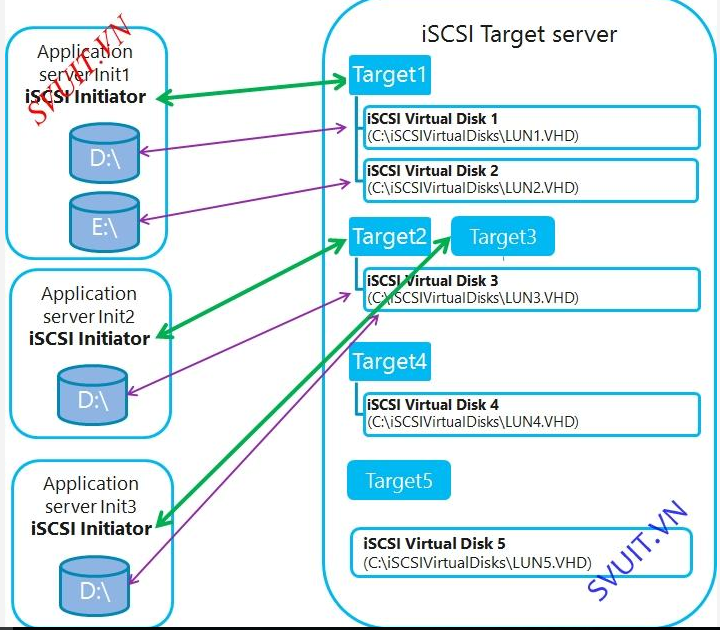 SVUIT.VN
Application
server Init1
iSCSI Initiator
D:\
E:\
Application
server Init2
iSCSI Initiator
D:\
Application
server Init3
iSCSI Initiator
D:\
iSCSI Target server
Target1
iSCSI Virtual Disk 1
(C:\iSCSIVirtualDisks\LUN1.VHD)
iSCSI Virtual Disk 2
(C:\iSCSIVirtualDisks\LUN2.VHD)
Target2
Target3
iSCSI Virtual Disk 3
(C:\iSCSIVirtualDisks\LUN3.VHD)
Target4
iSCSI Virtual Disk 4
(C:\iSCSIVirtualDisks\LUN4.VHD)
Target5
iSCSI Virtual Disk 5
(C:\iSCSIVirtualDisks\LUN5.VHD)
SVUIT.VN